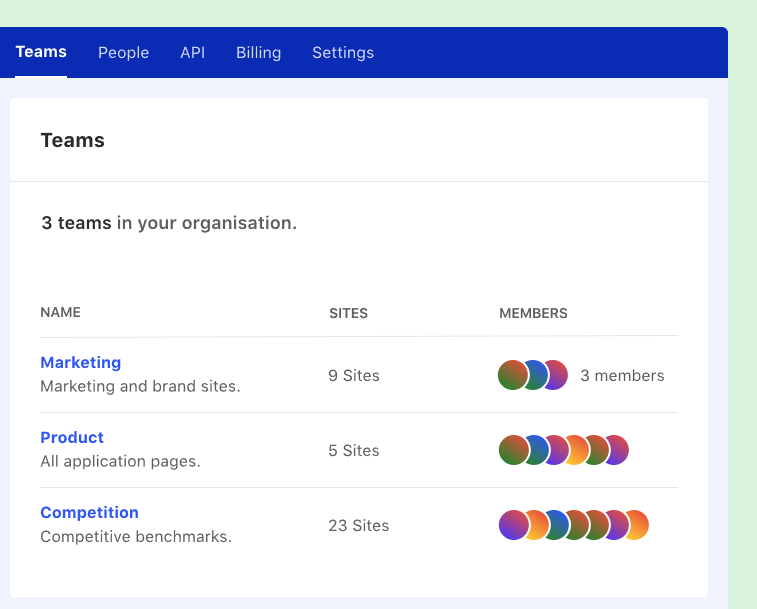 Teams People API Billing Settings
Teams
3 teams in your organisation.
NAME SITES MEMBERS
Marketing
Marketing and brand sites.
9 Sites
3 members
Product
All application pages.
5 Sites
Competition
Competitive benchmarks.
23 Sites